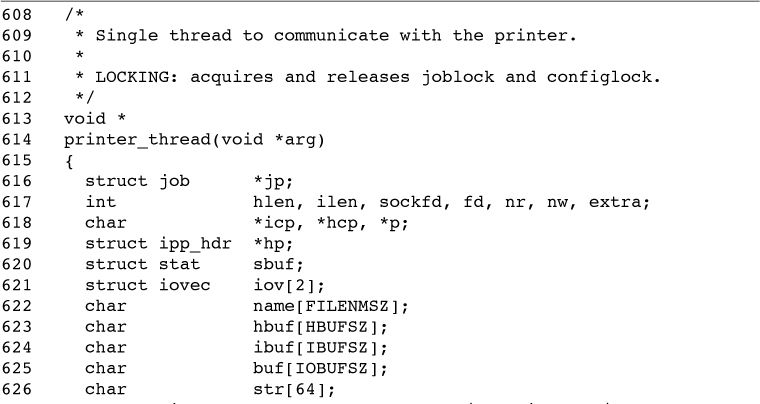 608   /*
609    * Single thread to communicate with the printer.
610    *
611    * LOCKING: acquires and releases joblock and configlock.
612    */
613   void *
614   printer_thread(void *arg)
615   {
616     struct job      *jp;
617     int             hlen, ilen, sockfd, fd, nr, nw, extra;
618     char            *icp, *hcp, *p;
619     struct ipp_hdr  *hp;
620     struct stat     sbuf;
621     struct iovec    iov[2];
622     char            name[FILENMSZ];
623     char            hbuf[HBUFSZ];
624     char            ibuf[IBUFSZ];
625     char            buf[IOBUFSZ];
626     char            str[64];